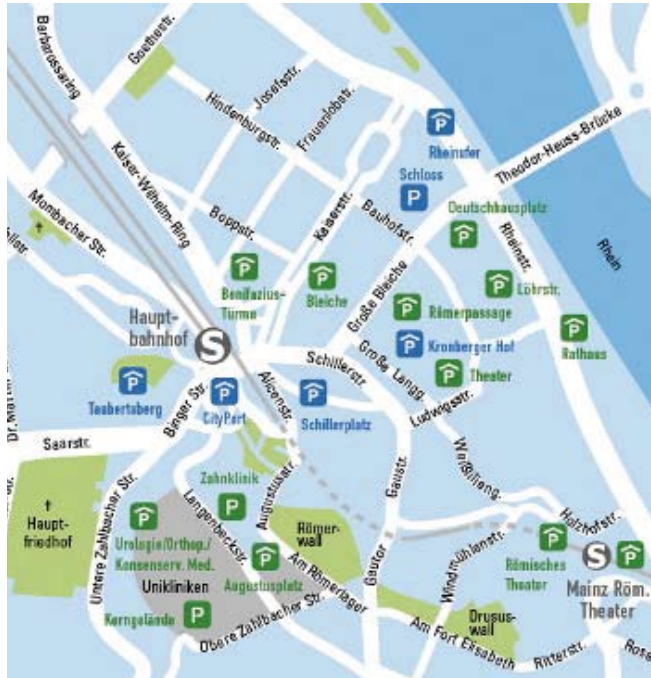 Barbarossaring
Goethestr.
Josefsstr.
Hindenburgstr.
Frauenlobstr.
Kaiser-Wilhelm-Ring
Mombacher Str.
Boppstr.
Kaiserstr.
Bauhofstr.
P
Rheinufer
Schloss
P
Theodor-Heuss-Brücke
Deutschhausplatz
P
Rheinstr.
Rhein
P
Bonifazius-
Türme
P
Bleiche
Große Bleiche
P
Römerpassage
P
Löhrstr.
P
Rathaus
Haupt-
bahnhof
S
P
Kronberger Hof
P
Theater
Große Langg.
Schillerstr.
Ludwigsstr.
P
Taubertsberg
Binger Str.
P
CityPort
Alicenstr.
P
Schillerplatz
Saarstr.
Weißliliang.
Gaustr.
Haupt-
friedhof
Untere Zahlbacher Str.
P
Urologie/Orthop./
Konserv. Med.
Zahnklinik
P
Langenbeckstr.
Augustusstr.
Römer-
wall
P
Augustusplatz
Unikliniken
Kerngelände
P
Obere Zahlbacher Str.
Am Römerlager
Gautor
Windmühlenstr.
Holzhofstr.
P
Römisches
Theater
S
P
Mainz Röm.
Theater
Drusus-
wall
Am Fort Elisabeth
Ritterstr.